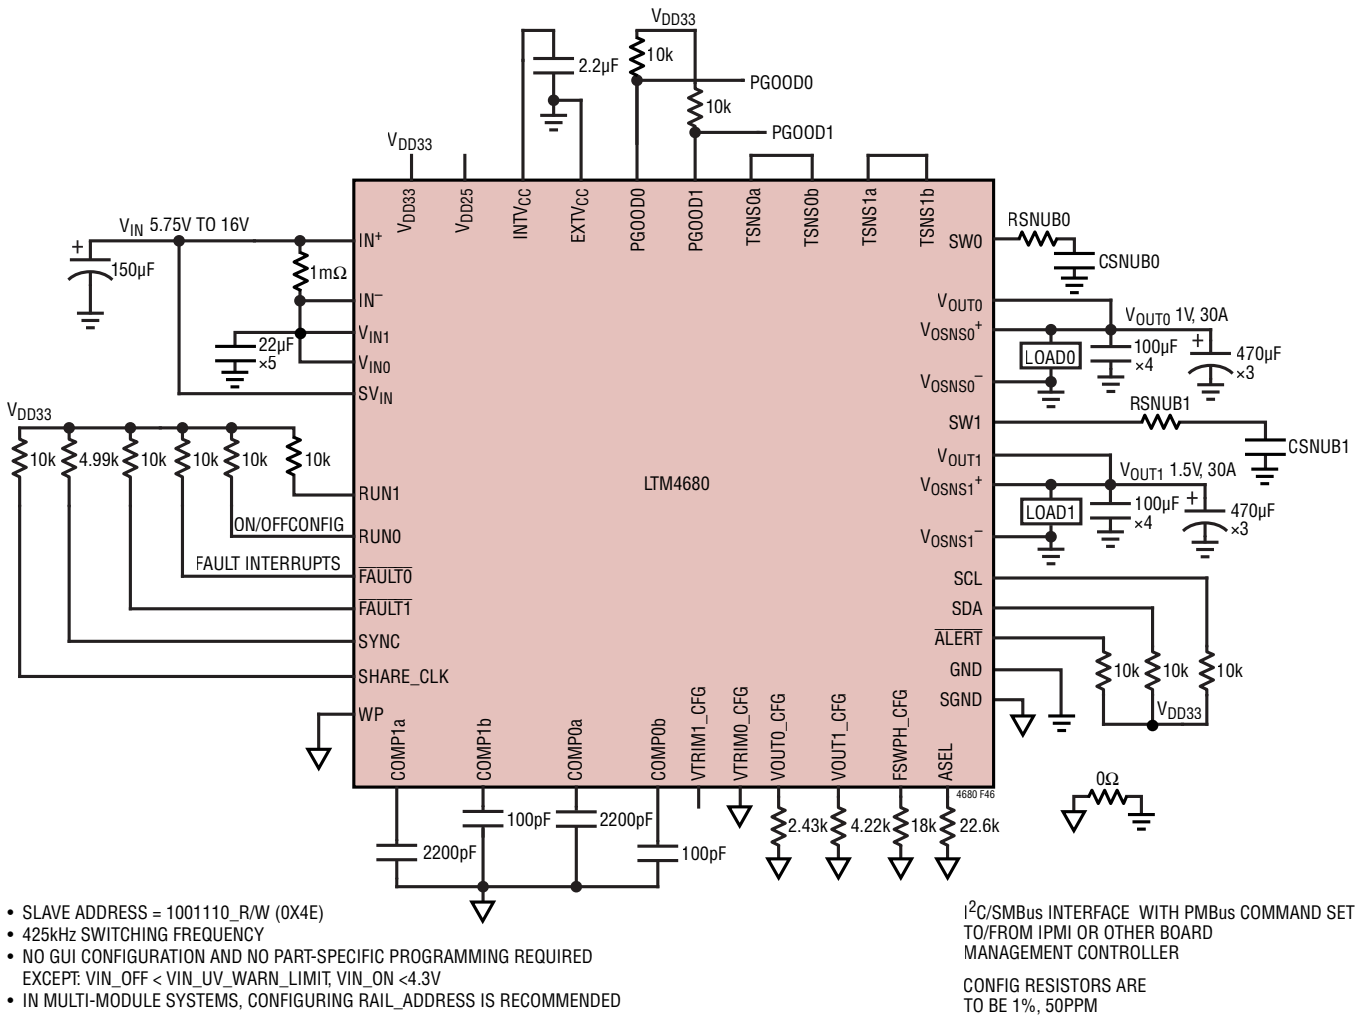 VDD33
10k
2.2µF
PGOOD0
10k
PGOOD1
VDD33
VDD33
VDD25
INTVCC
EXTVCC
PGOOD0
PGOOD1
TSNS0a
TSNS0b
TSNS1a
TSNS1b
VIN 5.75V TO 16V
+
150µF
IN+
1mΩ
IN–
VIN1
22µF
×5
VIN0
SVIN
VDD33
10k
4.99k
10k
10k
10k
10k
RUN1
ON/OFFCONFIG
RUN0
FAULT INTERRUPTS
FAULT0
FAULT1
SYNC
SHARE_CLK
WP
LTM4680
SW0
RSNUB0
CSNUB0
VOUT0
VOSNS0+
VOUT0 1V, 30A
LOAD0
100µF
×4
+
470µF
×3
VOSNS0–
SW1
RSNUB1
CSNUB1
VOUT1
VOSNS1+
VOUT1 1.5V, 30A
LOAD1
100µF
×4
+
470µF
×3
VOSNS1–
SCL
SDA
ALERT
GND
SGND
10k
10k
10k
VDD33
COMP1a
COMP1b
COMP0a
COMP0b
VTRIM1_CFG
VTRIM0_CFG
VOUT0_CFG
VOUT1_CFG
FSWPH_CFG
ASEL
4680 F46
0Ω
2200pF
100pF
2200pF
100pF
2.43k
4.22k
18k
22.6k
• SLAVE ADDRESS = 1001110_R/W (0X4E)
• 425kHz SWITCHING FREQUENCY
• NO GUI CONFIGURATION AND NO PART-SPECIFIC PROGRAMMING REQUIRED
EXCEPT: VIN_OFF < VIN_UV_WARN_LIMIT, VIN_ON <4.3V
• IN MULTI-MODULE SYSTEMS, CONFIGURING RAIL_ADDRESS IS RECOMMENDED
I2C/SMBus INTERFACE WITH PMBus COMMAND SET
TO/FROM IPMI OR OTHER BOARD
MANAGEMENT CONTROLLER
CONFIG RESISTORS ARE
TO BE 1%, 50PPM